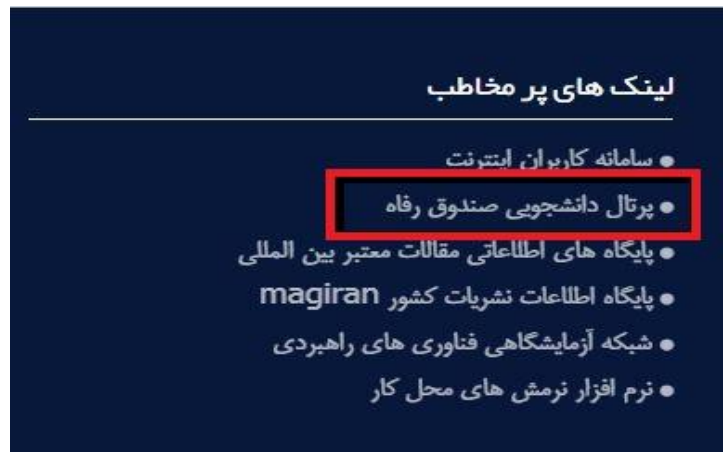 لینک های پر مخاطب
● سامانه کاربران اینترنت
● پرتال دانشجویی صندوق رفاه
● پایگاه های اطلاعاتی مقالات معتبر بین المللی
● پایگاه اطلاعات نشریات کشور magiran
● شبکه آزمایشگاهی فناوری های راهبردی
● نرم افزار نرمش های محل کار